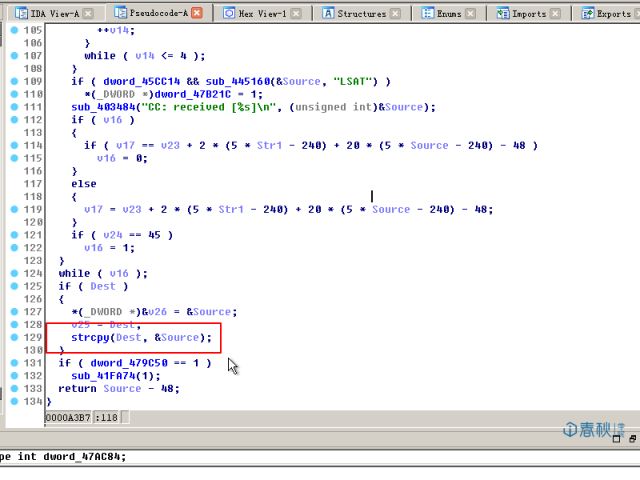 IDA View-A Pseudocode-A Hex View-1 Structures Enums Imports Exports
105 ++v14;
106 }
107 while ( v14 <= 4 );
108 }
109 if ( dword_45CC14 && sub_445160(&Source, "LSAT") )
110 *(_DWORD *)dword_47B21C = 1;
111 sub_403484("CC: received [%s]\n", (unsigned int)&Source);
112 if ( v16 )
113 {
114 if ( v17 == v23 + 2 * (5 * Str1 - 240) + 20 * (5 * Source - 240) - 48 )
115 v16 = 0;
116 }
117 else
118 {
119 v17 = v23 + 2 * (5 * Str1 - 240) + 20 * (5 * Source - 240) - 48;
120 }
121 if ( v24 == 45 )
122 v16 = 1;
123 }
124 while ( v16 );
125 if ( Dest )
126 {
127 *(_DWORD *)&v26 = &Source;
128 v25 = Dest;
129 strcpy(Dest, &Source);
130 }
131 if ( dword_479C50 == 1 )
132 sub_41FA74(1);
133 return Source - 48;
134 }
0000A3B7 :118
春秋
pe int dword_47AC84;